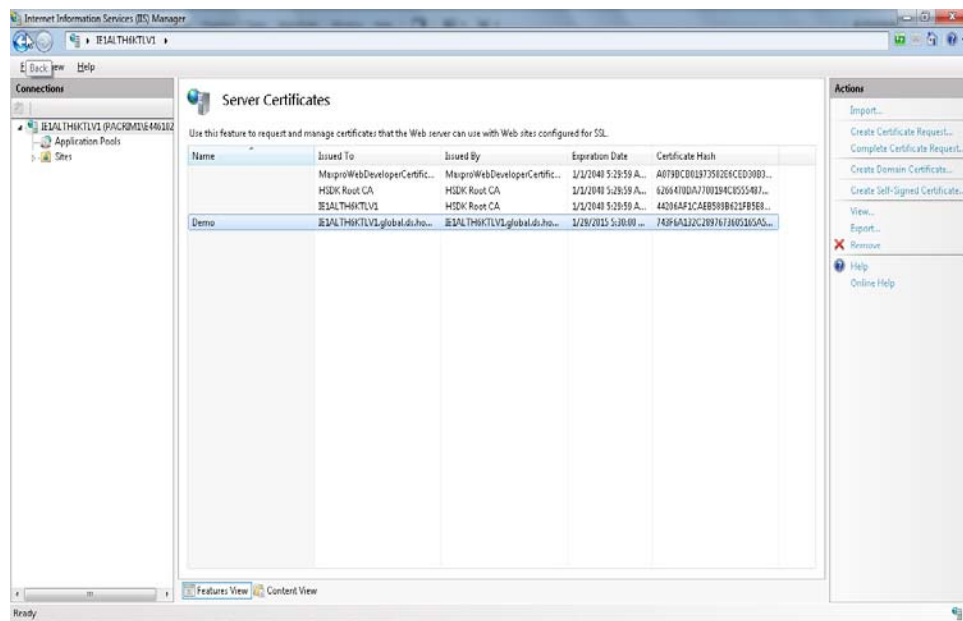 Internet Information Services (IIS) Manager
IE1ALTH6KTLV1
Back
View Help
Connections
IE1ALTH6KTLV1 (PACRIM1\E446102
Application Pools
Sites
Server Certificates
Use this feature to request and manage certificates that the Web server can use with Web sites configured for SSL.
Name Issued To Issued By Expiration Date Certificate Hash
MaxproWebDeveloperCertific... MaxproWebDeveloperCertific... 1/1/2040 5:29:59 A...
HSDK Root CA HSDK Root CA 1/1/2040 5:29:59 A...
IE1ALTH6KTLV1 HSDK Root CA 1/1/2040 5:29:59 A...
Demo IE1ALTH6KTLV1.global.ds.ho... IE1ALTH6KTLV1.global.ds.ho... 1/29/2015 5:30:00 ...
Features View Content View
Ready
Actions
Import...
Create Certificate Request...
Complete Certificate Request...
Create Domain Certificate...
Create Self-Signed Certificate...
View...
Export...
Remove
Help
Online Help